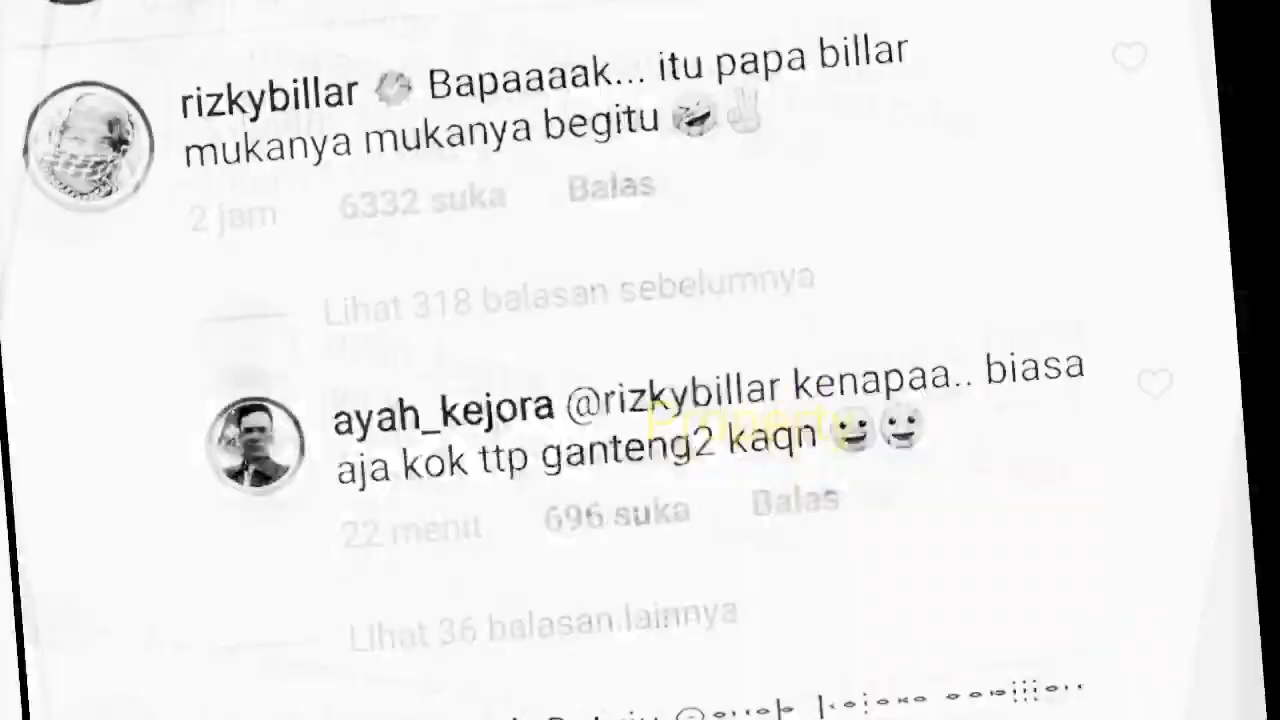 rizkybillar Bapaaaak... itu papa billar
mukanya mukanya begitu 🤣✌
2 jam 6332 suka Balas
Lihat 318 balasan sebelumnya
ayah_kejora @rizkybillar kenapaa.. biasa
aja kok ttp ganteng2 kaqn 😀😀
22 menit 696 suka Balas
Lihat 36 balasan lainnya
Property